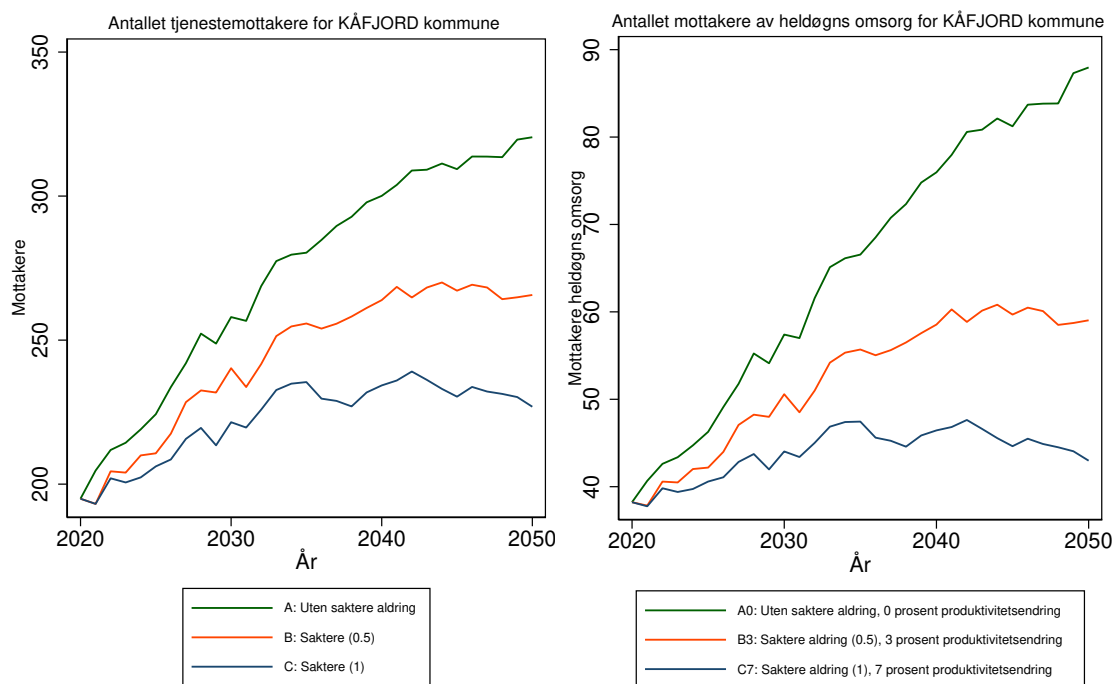 Antallet tjenestemottakere for KÅFJORD kommune
350
300
250
200
Mottakere
2020
2030
2040
2050
År
A: Uten saktere aldring
B: Saktere (0.5)
C: Saktere (1)
Antallet mottakere av heldøgns omsorg for KÅFJORD kommune
90
80
70
60
50
40
Mottakere heldøgns omsorg
2020
2030
2040
2050
År
A0: Uten saktere aldring, 0 prosent produktivitetsendring
B3: Saktere aldring (0.5), 3 prosent produktivitetsendring
C7: Saktere aldring (1), 7 prosent produktivitetsendring